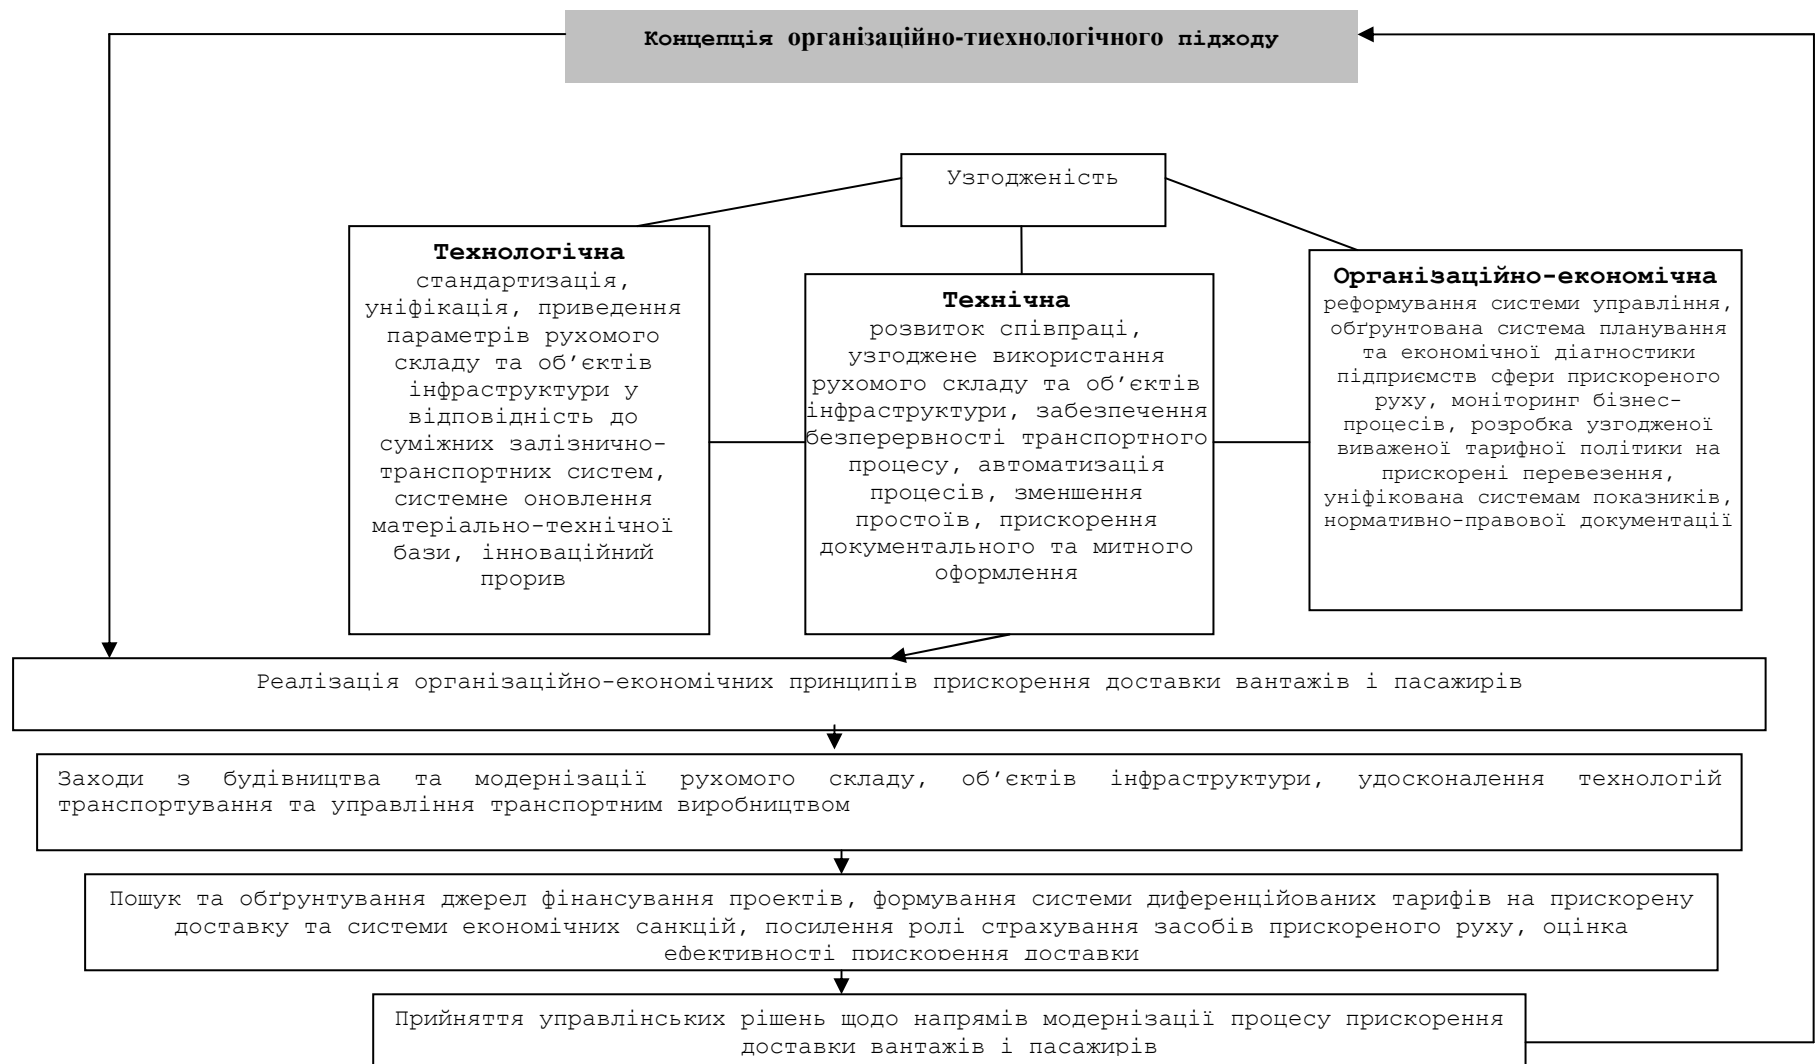 Концепція організаційно-тиехнологічного підходу
Узгодженість
Технологічна
стандартизація,
уніфікація, приведення
параметрів рухомого
складу та об’єктів
інфраструктури у
відповідність до
суміжних залізнично-
транспортних систем,
системне оновлення
матеріально-технічної
бази, інноваційний
прорив
Технічна
розвиток співпраці,
узгоджене використання
рухомого складу та об’єктів
інфраструктури, забезпечення
безперервності транспортного
процесу, автоматизація
процесів, зменшення
простоїв, прискорення
документального та митного
оформлення
Організаційно-економічна
реформування системи управління,
обґрунтована система планування
та економічної діагностики
підприємств сфери прискореного
руху, моніторинг бізнес-
процесів, розробка узгодженої
виваженої тарифної політики на
прискорені перевезення,
уніфікована системам показників,
нормативно-правової документації
Реалізація організаційно-економічних принципів прискорення доставки вантажів і пасажирів
Заходи з будівництва та модернізації рухомого складу, об’єктів інфраструктури, удосконалення технологій
транспортування та управління транспортним виробництвом
Пошук та обґрунтування джерел фінансування проектів, формування системи диференційованих тарифів на прискорену
доставку та системи економічних санкцій, посилення ролі страхування засобів прискореного руху, оцінка
ефективності прискорення доставки
Прийняття управлінських рішень щодо напрямів модернізації процесу прискорення
доставки вантажів і пасажирів